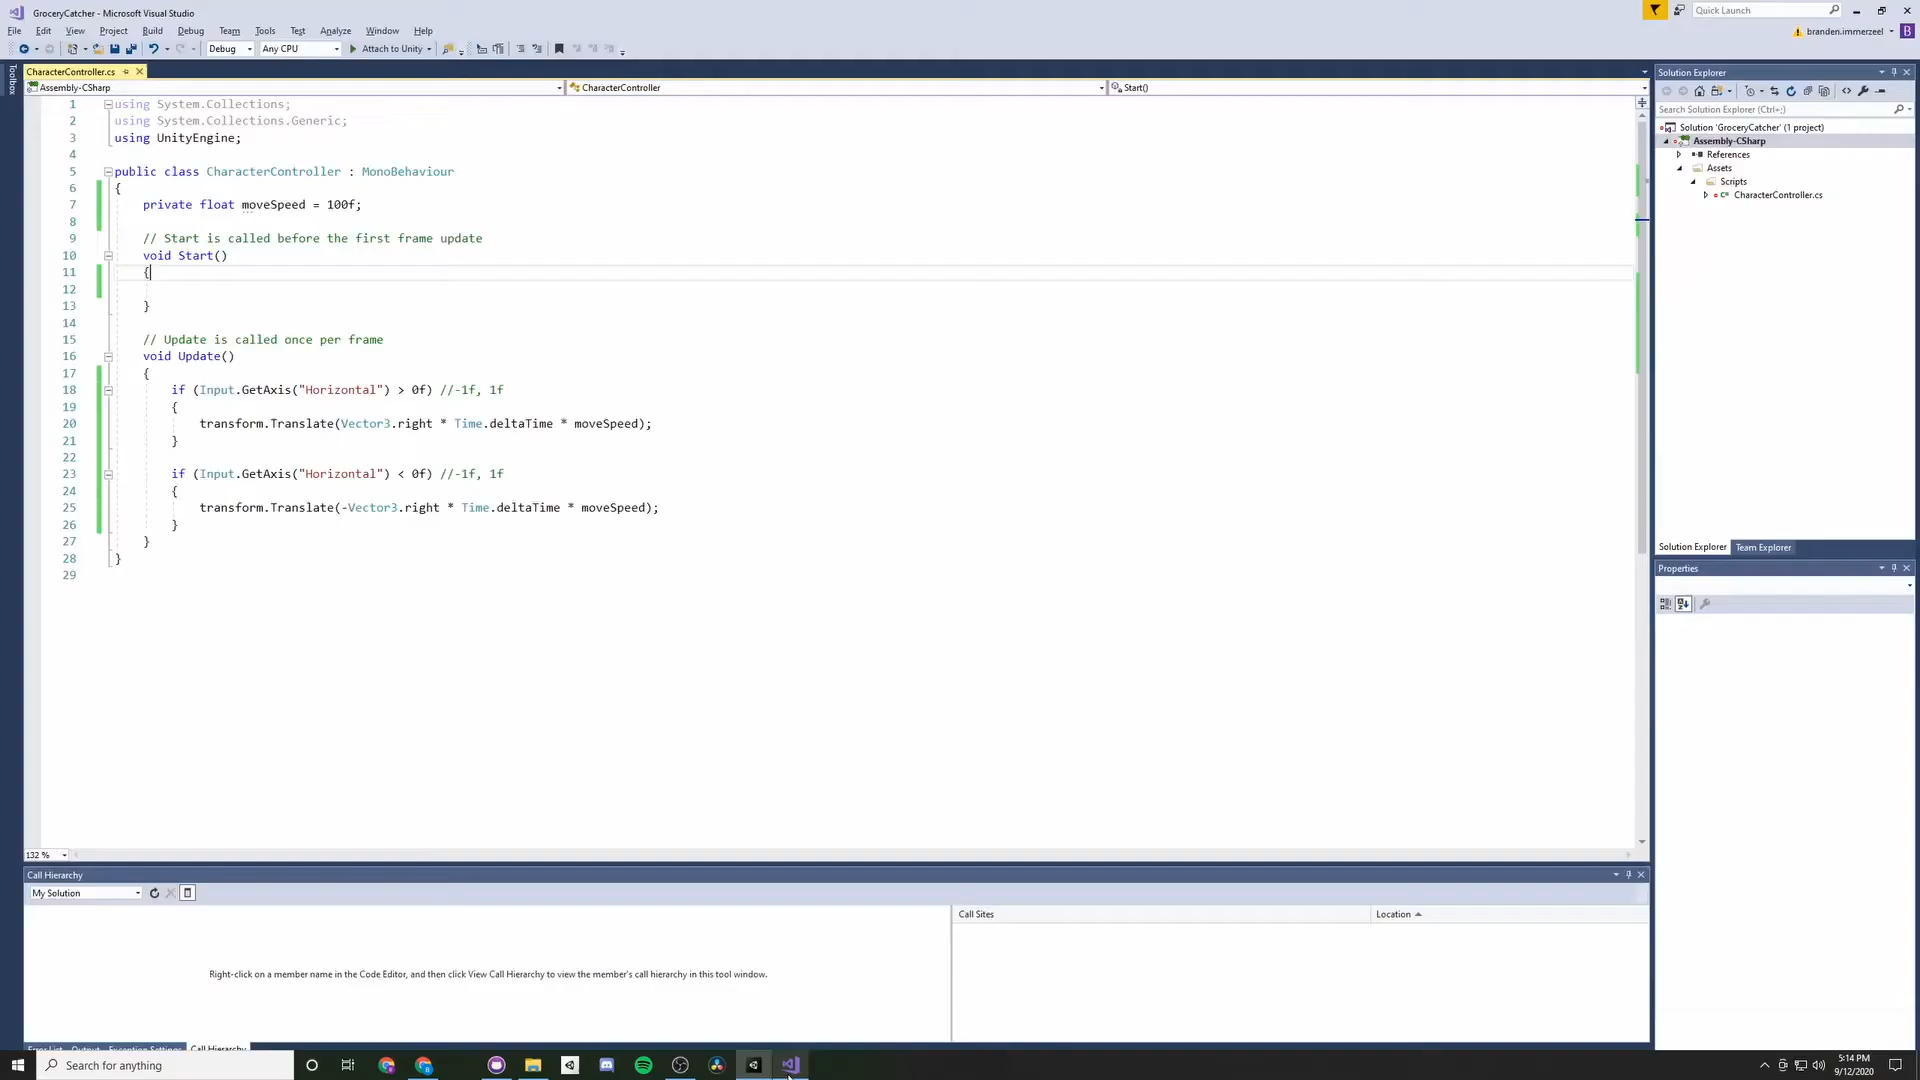 GroceryCatcher - Microsoft Visual Studio
Quick Launch
File Edit View Project Build Debug Team Tools Test Analyze Window Help
branden.immerzeel
B
Debug Any CPU Attach to Unity
Toolbox
CharacterController.cs
Assembly-CSharp CharacterController Start()
1 using System.Collections;
2 using System.Collections.Generic;
3 using UnityEngine;
4
5 public class CharacterController : MonoBehaviour
6 {
7 private float moveSpeed = 100f;
8
9 // Start is called before the first frame update
10 void Start()
11 {
12
13 }
14
15 // Update is called once per frame
16 void Update()
17 {
18 if (Input.GetAxis("Horizontal") > 0f) //-1f, 1f
19 {
20 transform.Translate(Vector3.right * Time.deltaTime * moveSpeed);
21 }
22
23 if (Input.GetAxis("Horizontal") < 0f) //-1f, 1f
24 {
25 transform.Translate(-Vector3.right * Time.deltaTime * moveSpeed);
26 }
27 }
28 }
29
132 %
Solution Explorer
Search Solution Explorer (Ctrl+;)
Solution 'GroceryCatcher' (1 project)
Assembly-CSharp
References
Assets
Scripts
CharacterController.cs
Solution Explorer Team Explorer
Properties
Call Hierarchy
My Solution
Call Sites Location
Right-click on a member name in the Code Editor, and then click View Call Hierarchy to view the member's call hierarchy in this tool window.
Error List Output Exception Settings Call Hierarchy
Search for anything
5:14 PM
9/12/2020